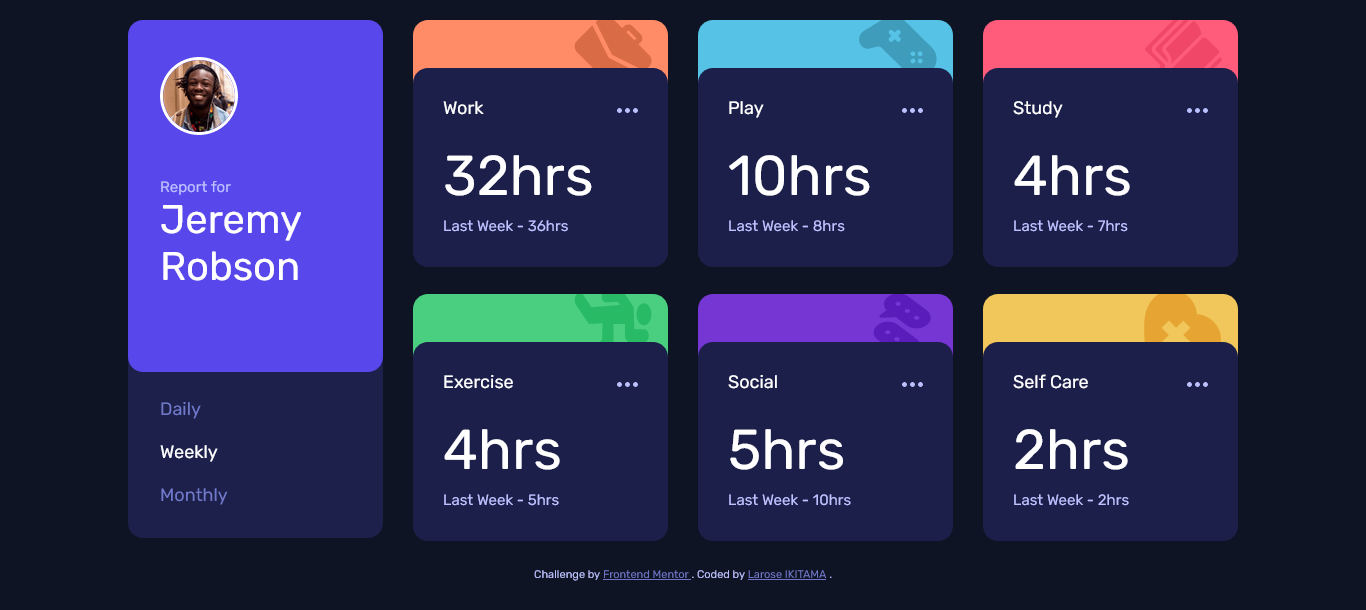 Report for
Jeremy
Robson
Daily
Weekly
Monthly
Work
32hrs
Last Week - 36hrs
Play
10hrs
Last Week - 8hrs
Study
4hrs
Last Week - 7hrs
Exercise
4hrs
Last Week - 5hrs
Social
5hrs
Last Week - 10hrs
Self Care
2hrs
Last Week - 2hrs
Challenge by Frontend Mentor . Coded by Larose IKITAMA .